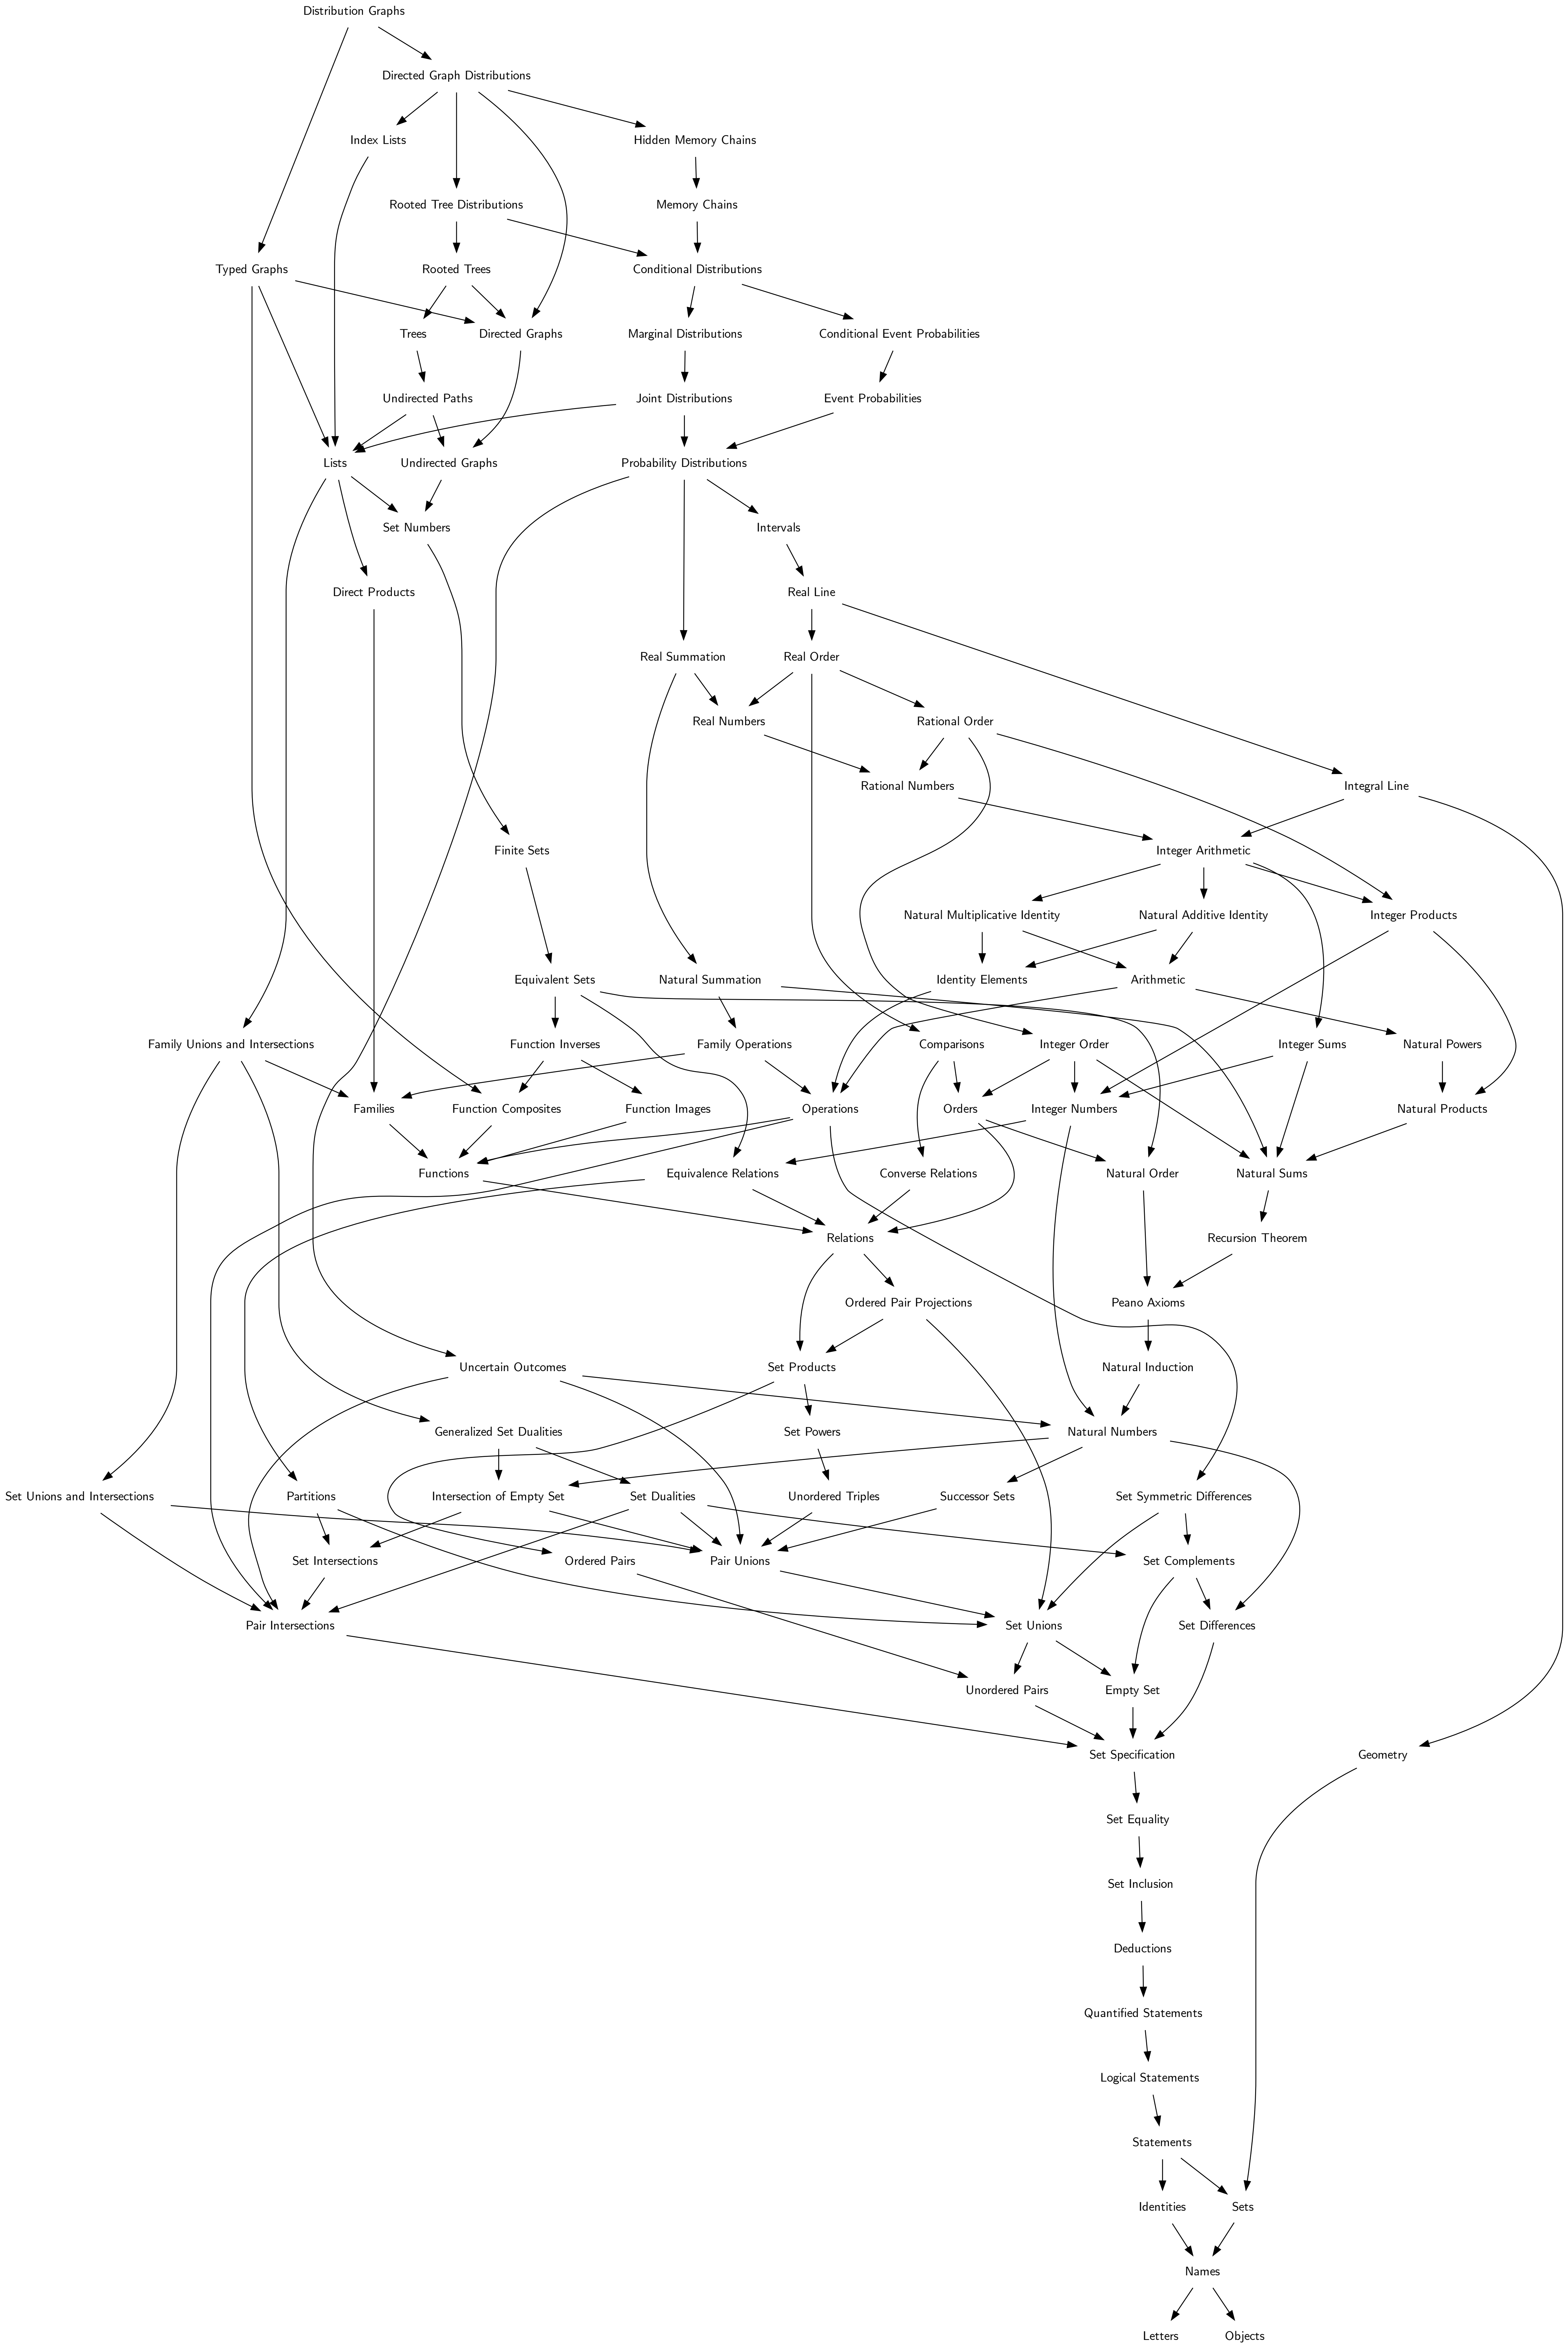 Distribution Graphs
Directed Graph Distributions
Index Lists
Hidden Memory Chains
Rooted Tree Distributions
Memory Chains
Typed Graphs
Rooted Trees
Conditional Distributions
Trees
Directed Graphs
Marginal Distributions
Conditional Event Probabilities
Undirected Paths
Joint Distributions
Event Probabilities
Lists
Undirected Graphs
Probability Distributions
Set Numbers
Intervals
Direct Products
Real Line
Real Summation
Real Order
Real Numbers
Rational Order
Rational Numbers
Integral Line
Finite Sets
Integer Arithmetic
Natural Multiplicative Identity
Natural Additive Identity
Integer Products
Equivalent Sets
Natural Summation
Identity Elements
Arithmetic
Family Unions and Intersections
Function Inverses
Family Operations
Comparisons
Integer Order
Integer Sums
Natural Powers
Families
Function Composites
Function Images
Operations
Orders
Integer Numbers
Natural Products
Functions
Equivalence Relations
Converse Relations
Natural Order
Natural Sums
Relations
Recursion Theorem
Ordered Pair Projections
Peano Axioms
Uncertain Outcomes
Set Products
Natural Induction
Generalized Set Dualities
Set Powers
Natural Numbers
Set Unions and Intersections
Partitions
Intersection of Empty Set
Set Dualities
Unordered Triples
Successor Sets
Set Symmetric Differences
Set Intersections
Ordered Pairs
Pair Unions
Set Complements
Pair Intersections
Set Unions
Set Differences
Unordered Pairs
Empty Set
Set Specification
Geometry
Set Equality
Set Inclusion
Deductions
Quantified Statements
Logical Statements
Statements
Identities
Sets
Names
Letters
Objects